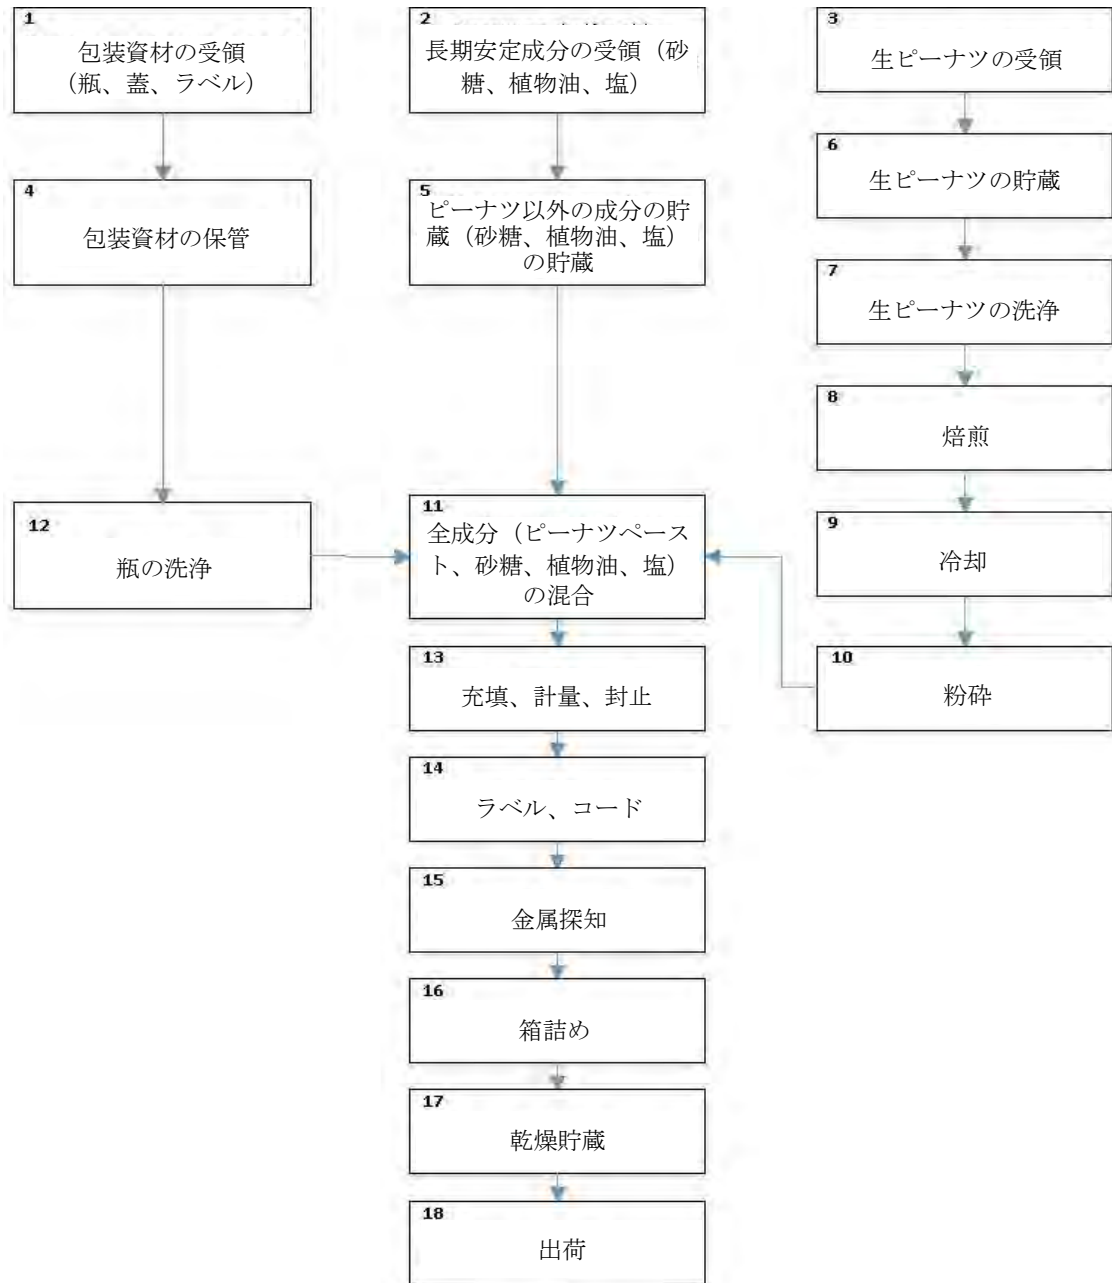 1
包装資材の受領
（瓶、蓋、ラベル）
2
長期安定成分の受領（砂
糖、植物油、塩）
3
生ピーナツの受領
4
包装資材の保管
5
ピーナツ以外の成分の貯
蔵（砂糖、植物油、塩）
の貯蔵
6
生ピーナツの貯蔵
7
生ピーナツの洗浄
8
焙煎
9
冷却
10
粉砕
11
全成分（ピーナツペース
ト、砂糖、植物油、塩）
の混合
12
瓶の洗浄
13
充填、計量、封止
14
ラベル、コード
15
金属探知
16
箱詰め
17
乾燥貯蔵
18
出荷